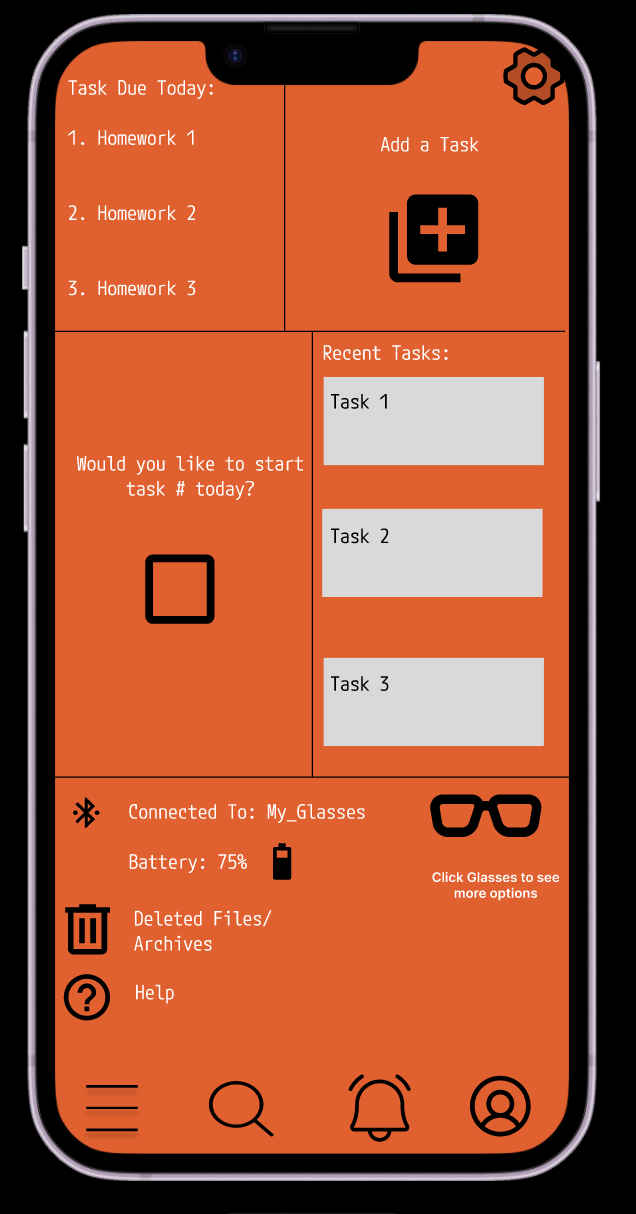 Task Due Today:
1. Homework 1
2. Homework 2
3. Homework 3
Add a Task
Would you like to start
task # today?
Recent Tasks:
Task 1
Task 2
Task 3
Connected To: My_Glasses
Battery: 75%
Click Glasses to see
more options
Deleted Files/
Archives
Help